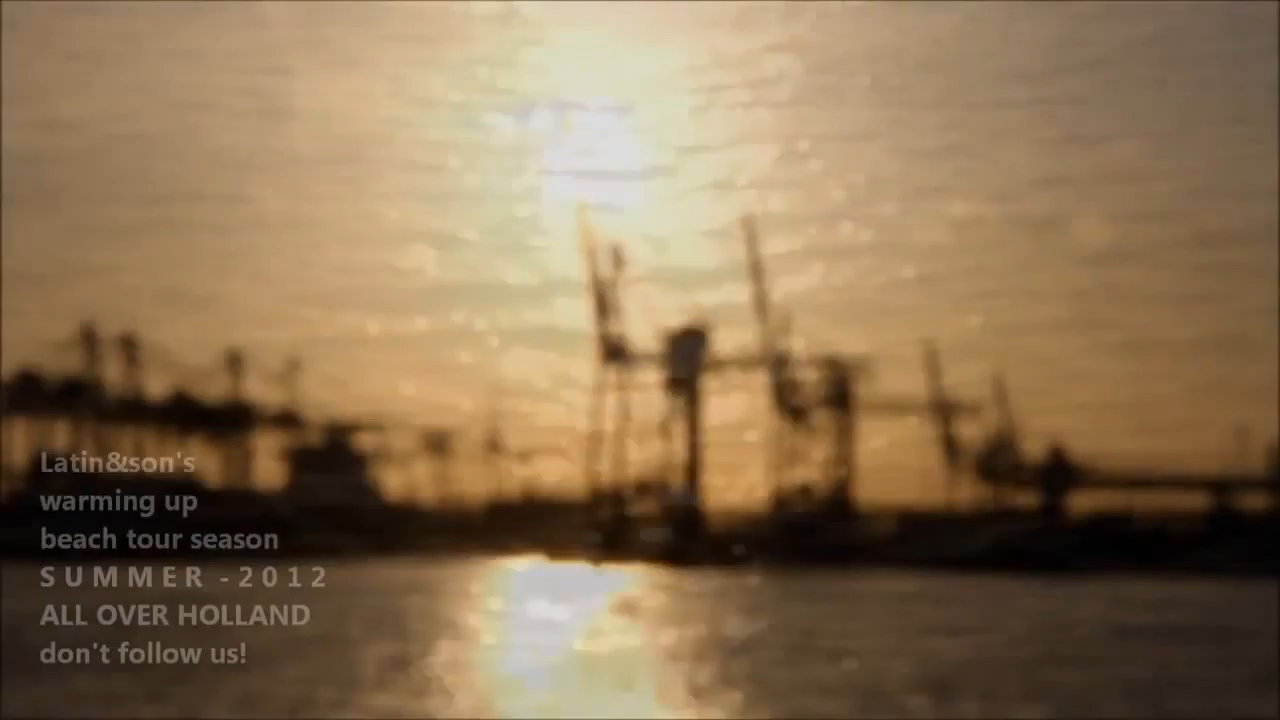 Latin&son's
warming up
beach tour season
S U M M E R - 2 0 1 2
ALL OVER HOLLAND
don't follow us!